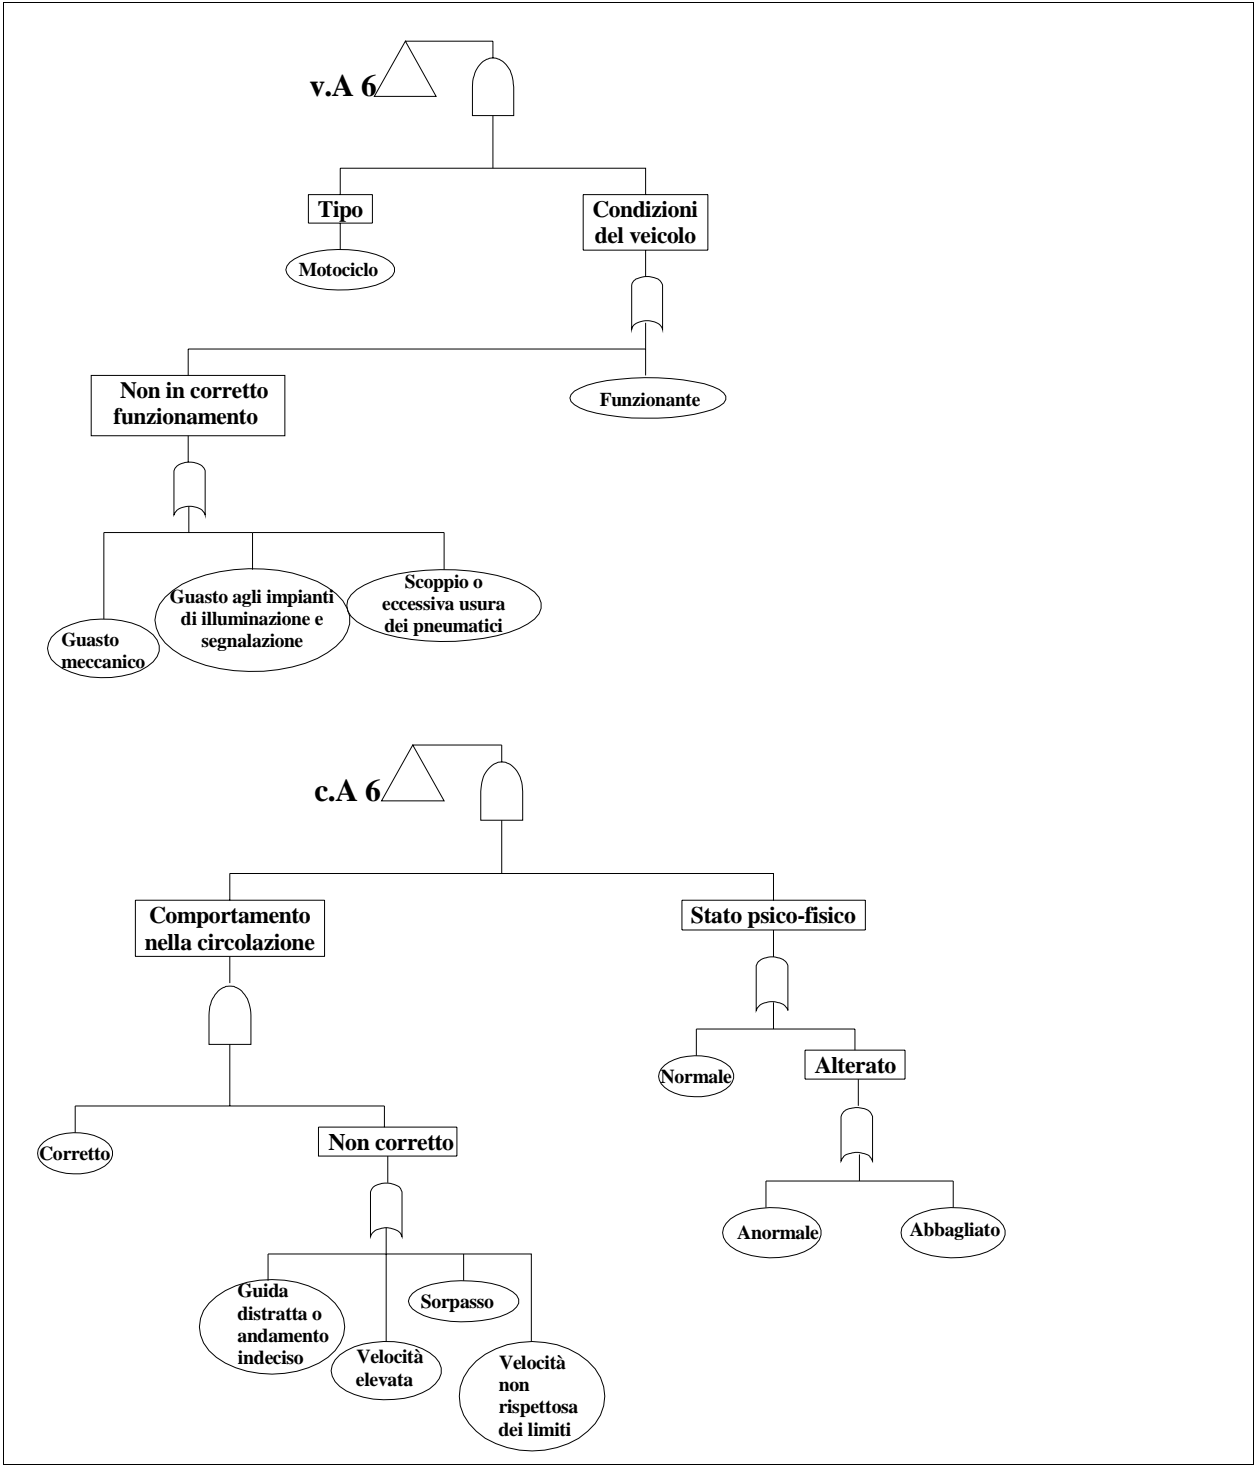 v.A 6
Tipo
Condizioni
del veicolo
Motociclo
Non in corretto
funzionamento
Funzionante
Guasto
meccanico
Guasto agli impianti
di illuminazione e
segnalazione
Scoppio o
eccessiva usura
dei pneumatici
c.A 6
Comportamento
nella circolazione
Stato psico-fisico
Normale
Alterato
Corretto
Non corretto
Anormale
Abbagliato
Guida
distratta o
andamento
indeciso
Velocità
elevata
Sorpasso
Velocità
non
rispettosa
dei limiti